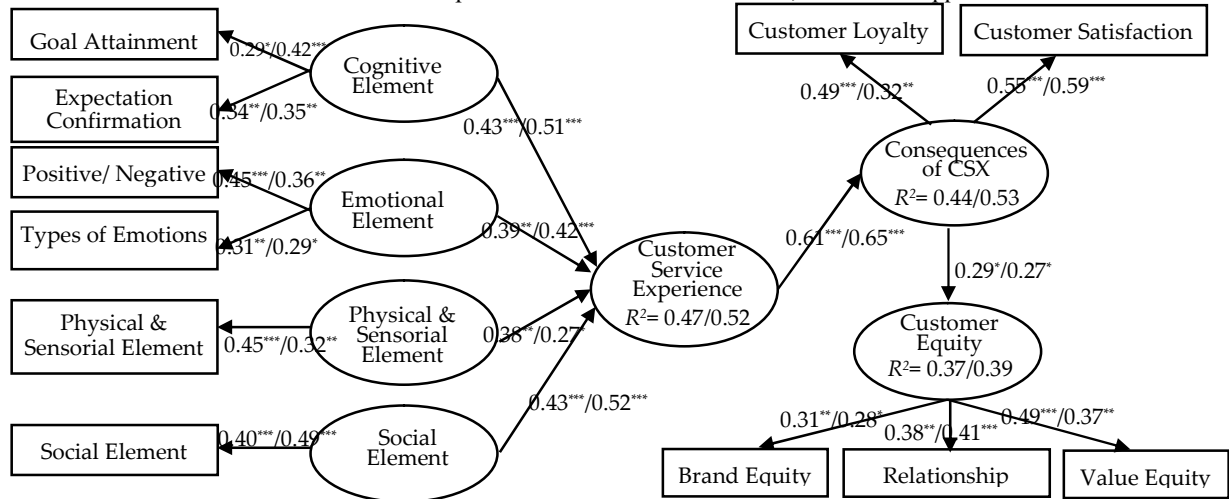 Goal Attainment
Expectation
Confirmation
Positive/ Negative
Types of Emotions
Physical &
Sensorial Element
Social Element
0.29*/0.42***
0.34**/0.35**
0.45***/0.36**
0.31**/0.29*
0.45***/0.32**
0.40***/0.49***
Cognitive
Element
Emotional
Element
Physical &
Sensorial
Element
Social
Element
0.43***/0.51***
0.39**/0.42***
0.38**/0.27*
0.43***/0.52***
Customer
Service
Experience
R²= 0.47/0.52
0.61***/0.65***
Customer Loyalty
Customer Satisfaction
0.49***/0.32**
0.55***/0.59***
Consequences
of CSX
R²= 0.44/0.53
0.29*/0.27*
Customer
Equity
R²= 0.37/0.39
0.31**/0.28*
0.38**/0.41***
0.49***/0.37**
Brand Equity
Relationship
Value Equity